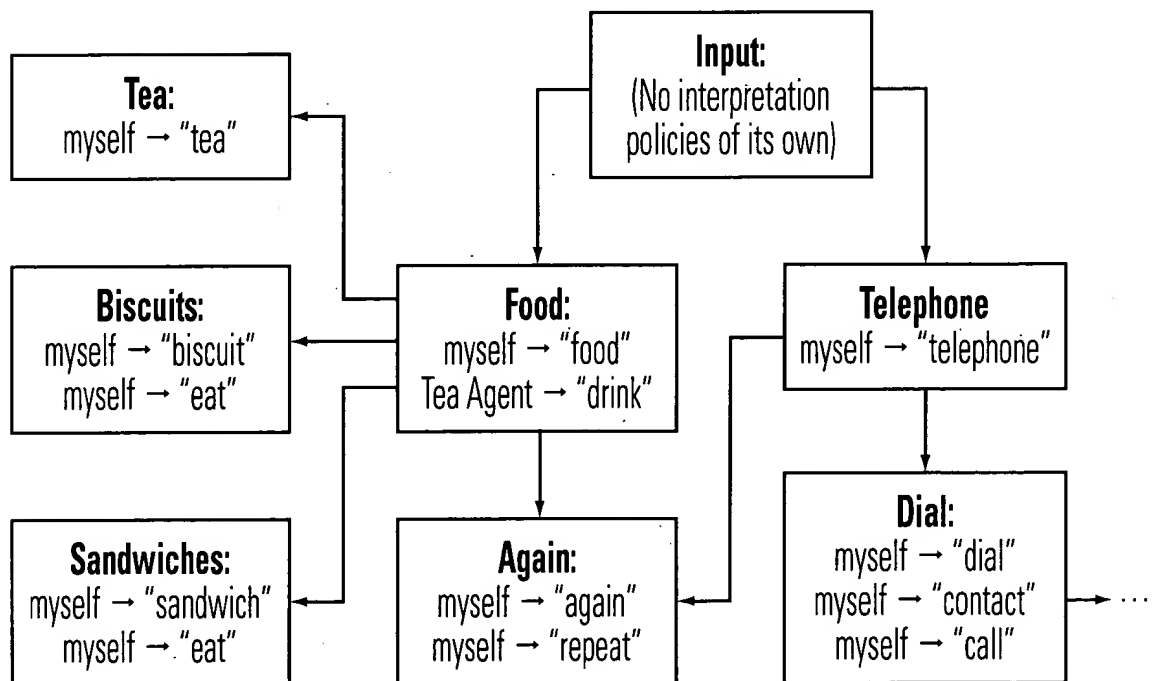 Input:
(No interpretation
policies of its own)
Tea:
myself → “tea”
Biscuits:
myself → “biscuit”
myself → “eat”
Food:
myself → “food”
Tea Agent → “drink”
Telephone
myself → “telephone”
Sandwiches:
myself → “sandwich”
myself → “eat”
Again:
myself → “again”
myself → “repeat”
Dial:
myself → “dial”
myself → “contact”
myself → “call”
...